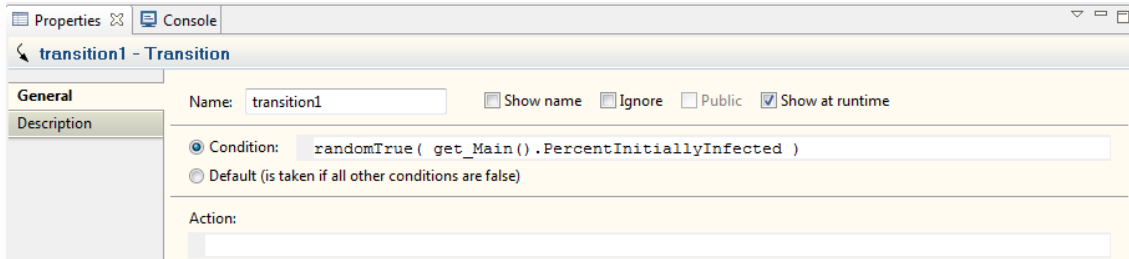 Properties Console
transition1 - Transition
General
Description
Name: transition1 Show name Ignore Public Show at runtime
Condition: randomTrue( get_Main().PercentInitiallyInfected )
Default (is taken if all other conditions are false)
Action: